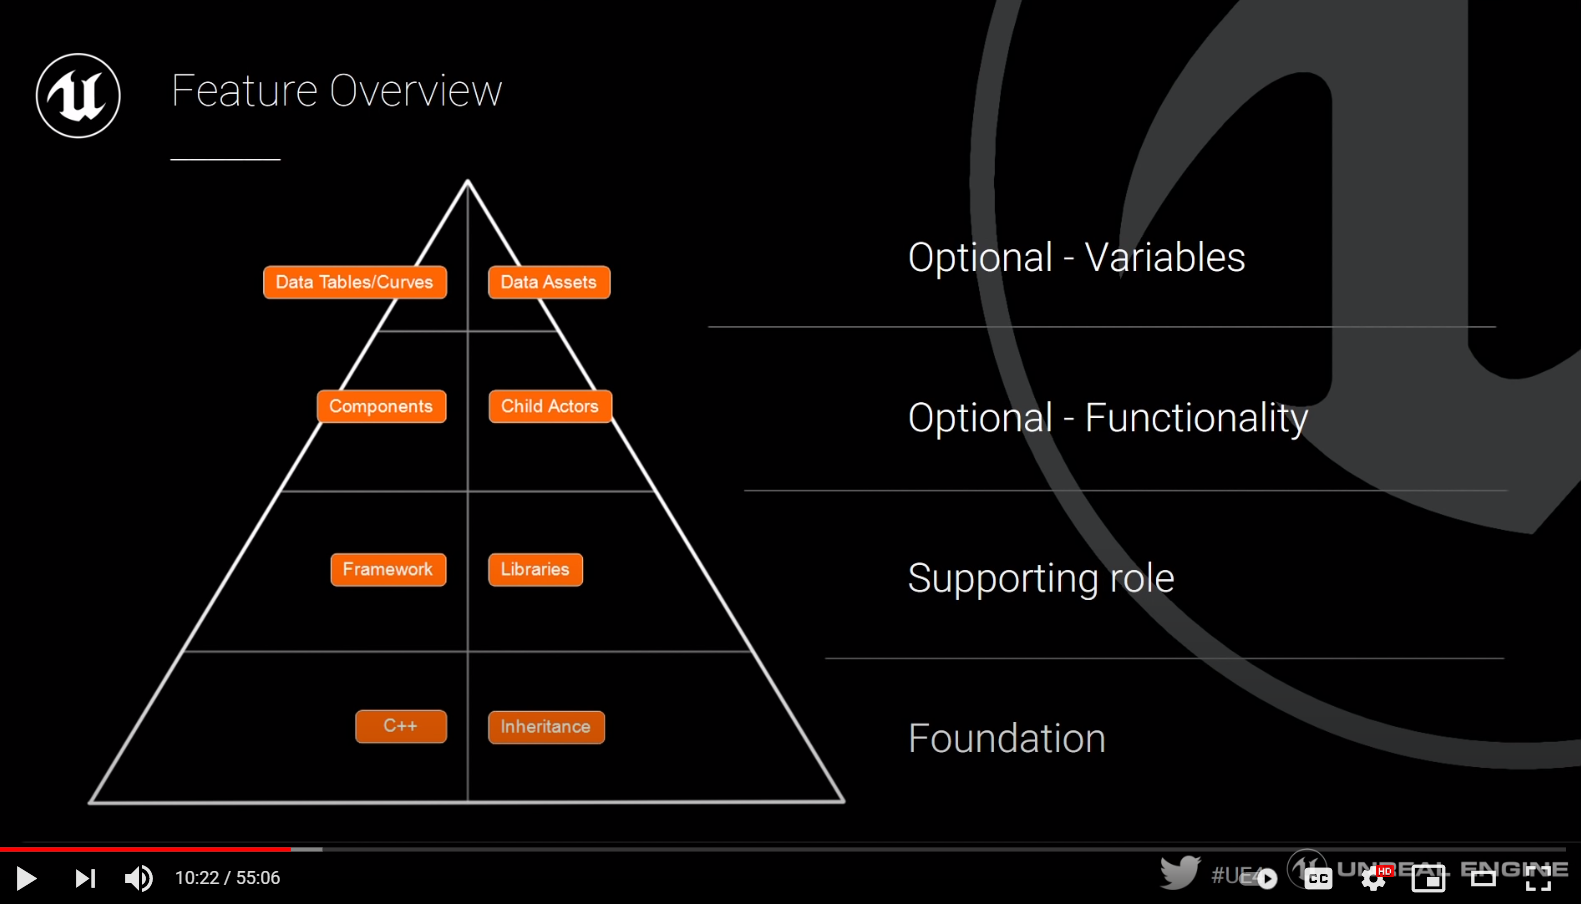 Feature Overview
Data Tables/Curves
Data Assets
Optional - Variables
Components
Child Actors
Optional - Functionality
Framework
Libraries
Supporting role
C++
Inheritance
Foundation
10:22 / 55:06
#UE4
CC
HD
UNREAL ENGINE